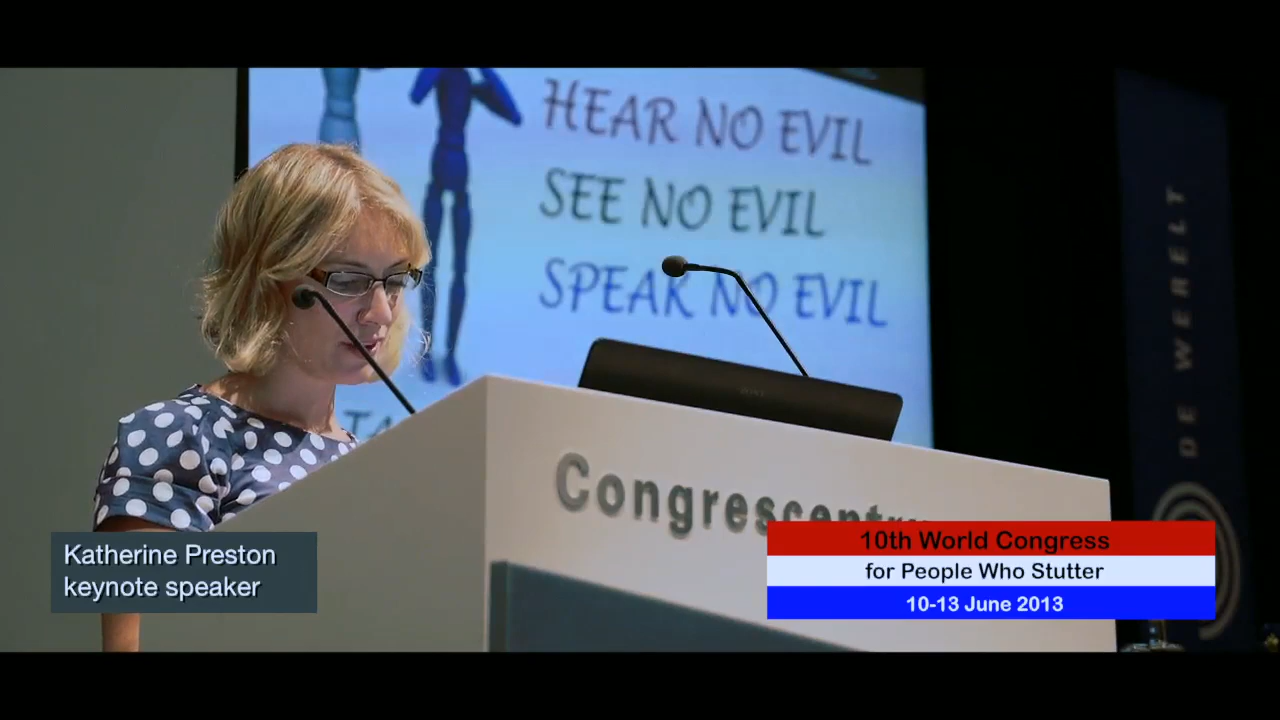 HEAR NO EVIL
SEE NO EVIL
SPEAK NO EVIL
DE WERELT
Katherine Preston
keynote speaker
10th World Congress
for People Who Stutter
10-13 June 2013